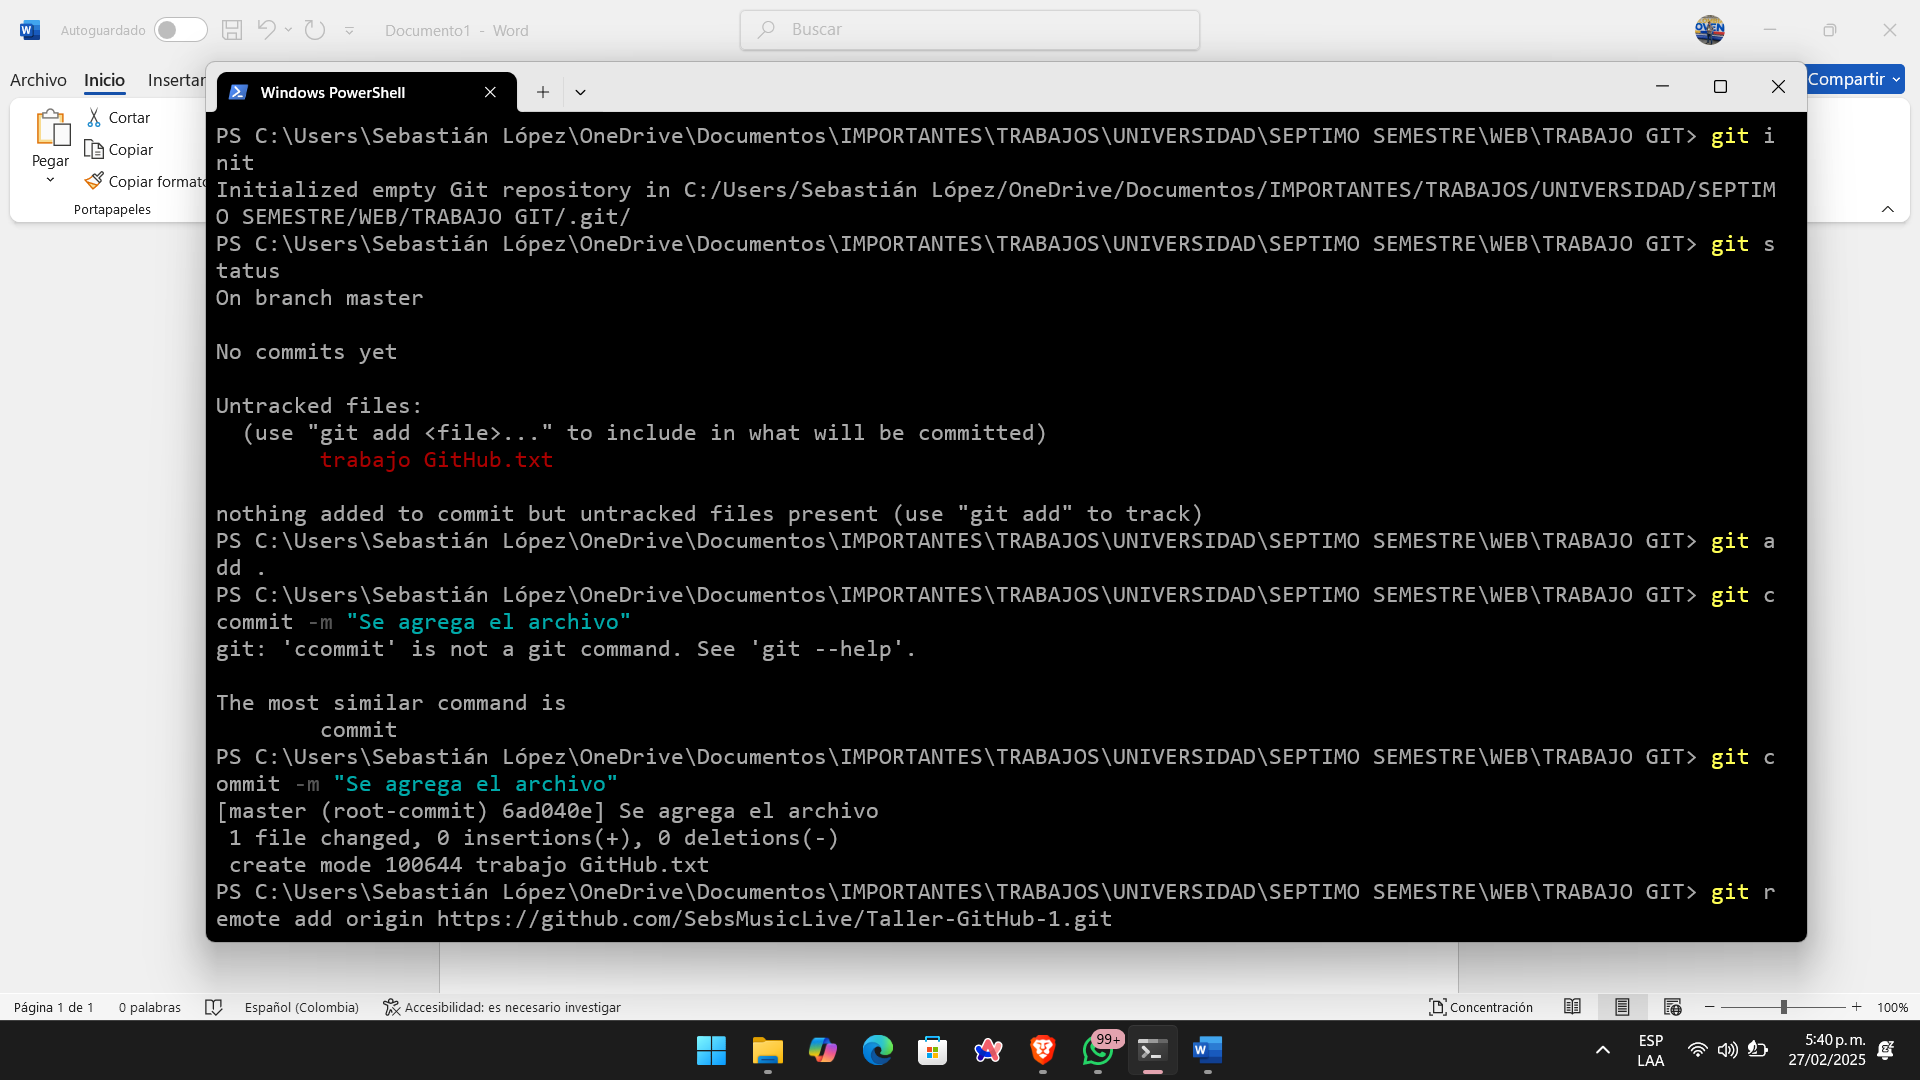 Autoguardado
Documento1 - Word
Buscar
Archivo Inicio Insertar
Compartir
Windows PowerShell
Pegar
Cortar
Copiar
Copiar formato
Portapapeles
PS C:\Users\Sebastián López\OneDrive\Documentos\IMPORTANTES\TRABAJOS\UNIVERSIDAD\SEPTIMO SEMESTRE\WEB\TRABAJO GIT> git i
nit
Initialized empty Git repository in C:/Users/Sebastián López/OneDrive/Documentos/IMPORTANTES/TRABAJOS/UNIVERSIDAD/SEPTIM
O SEMESTRE/WEB/TRABAJO GIT/.git/
PS C:\Users\Sebastián López\OneDrive\Documentos\IMPORTANTES\TRABAJOS\UNIVERSIDAD\SEPTIMO SEMESTRE\WEB\TRABAJO GIT> git s
tatus
On branch master
No commits yet
Untracked files:
(use "git add <file>..." to include in what will be committed)
trabajo GitHub.txt
nothing added to commit but untracked files present (use "git add" to track)
PS C:\Users\Sebastián López\OneDrive\Documentos\IMPORTANTES\TRABAJOS\UNIVERSIDAD\SEPTIMO SEMESTRE\WEB\TRABAJO GIT> git a
dd .
PS C:\Users\Sebastián López\OneDrive\Documentos\IMPORTANTES\TRABAJOS\UNIVERSIDAD\SEPTIMO SEMESTRE\WEB\TRABAJO GIT> git c
commit -m "Se agrega el archivo"
git: 'ccommit' is not a git command. See 'git --help'.
The most similar command is
commit
PS C:\Users\Sebastián López\OneDrive\Documentos\IMPORTANTES\TRABAJOS\UNIVERSIDAD\SEPTIMO SEMESTRE\WEB\TRABAJO GIT> git c
ommit -m "Se agrega el archivo"
[master (root-commit) 6ad040e] Se agrega el archivo
1 file changed, 0 insertions(+), 0 deletions(-)
create mode 100644 trabajo GitHub.txt
PS C:\Users\Sebastián López\OneDrive\Documentos\IMPORTANTES\TRABAJOS\UNIVERSIDAD\SEPTIMO SEMESTRE\WEB\TRABAJO GIT> git r
emote add origin https://github.com/SebsMusicLive/Taller-GitHub-1.git
Página 1 de 1 0 palabras Español (Colombia) Accesibilidad: es necesario investigar Concentración 100%
99+
ESP
LAA
5:40 p. m.
27/02/2025